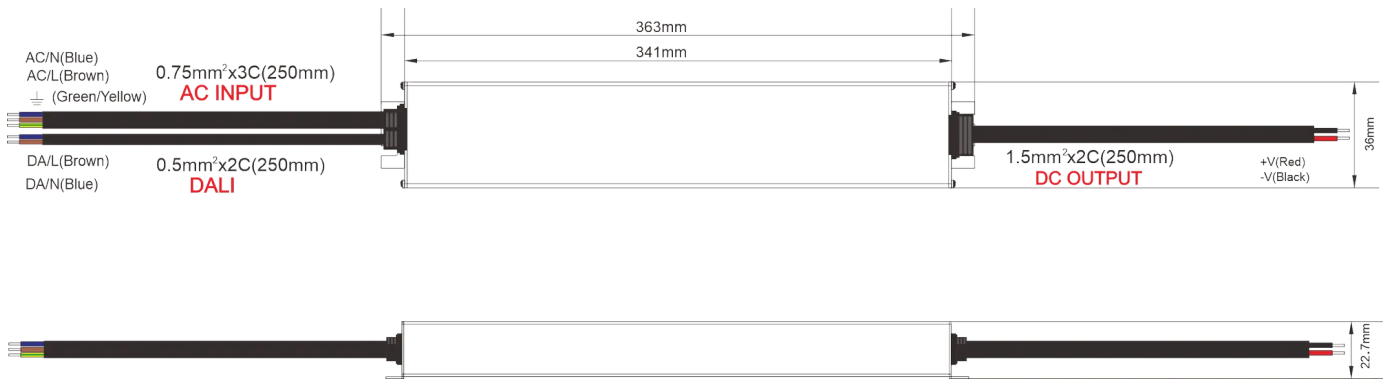 363mm
341mm
AC/N(Blue)
AC/L(Brown)
(Green/Yellow)
0.75mm²x3C(250mm)
AC INPUT
DA/L(Brown)
DA/N(Blue)
0.5mm²x2C(250mm)
DALI
1.5mm²x2C(250mm)
DC OUTPUT
+V(Red)
-V(Black)
36mm
22.7mm